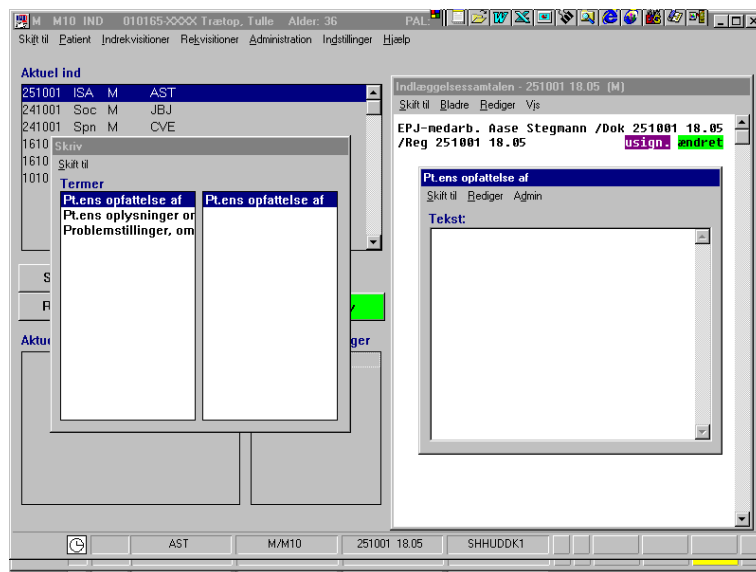 M M10 IND 010165-XXXX Trætop, Tulle Alder: 36 PAL:
Skift til Patient Indrekvisitioner Rekvisitioner Administration Indstillinger Hjælp
Aktuel ind
251001 ISA M AST
241001 Soc M JBJ
241001 Spn M CVE
1610
1610
1010
Skriv
Skift til
Termer
Pt.ens opfattelse af
Pt.ens oplysninger or
Problemstillinger, om
Pt.ens opfattelse af
S
R
Aktu
ger
Indlæggelsessamtalen - 251001 18.05 (M)
Skift til Bladre Rediger Vis
EPJ-medarb. Aase Stegmann /Dok 251001 18.05
/Reg 251001 18.05 usign. ændret
Pt.ens opfattelse af
Skift til Rediger Admin
Tekst:
AST M/M10 251001 18.05 SHHUDDK1